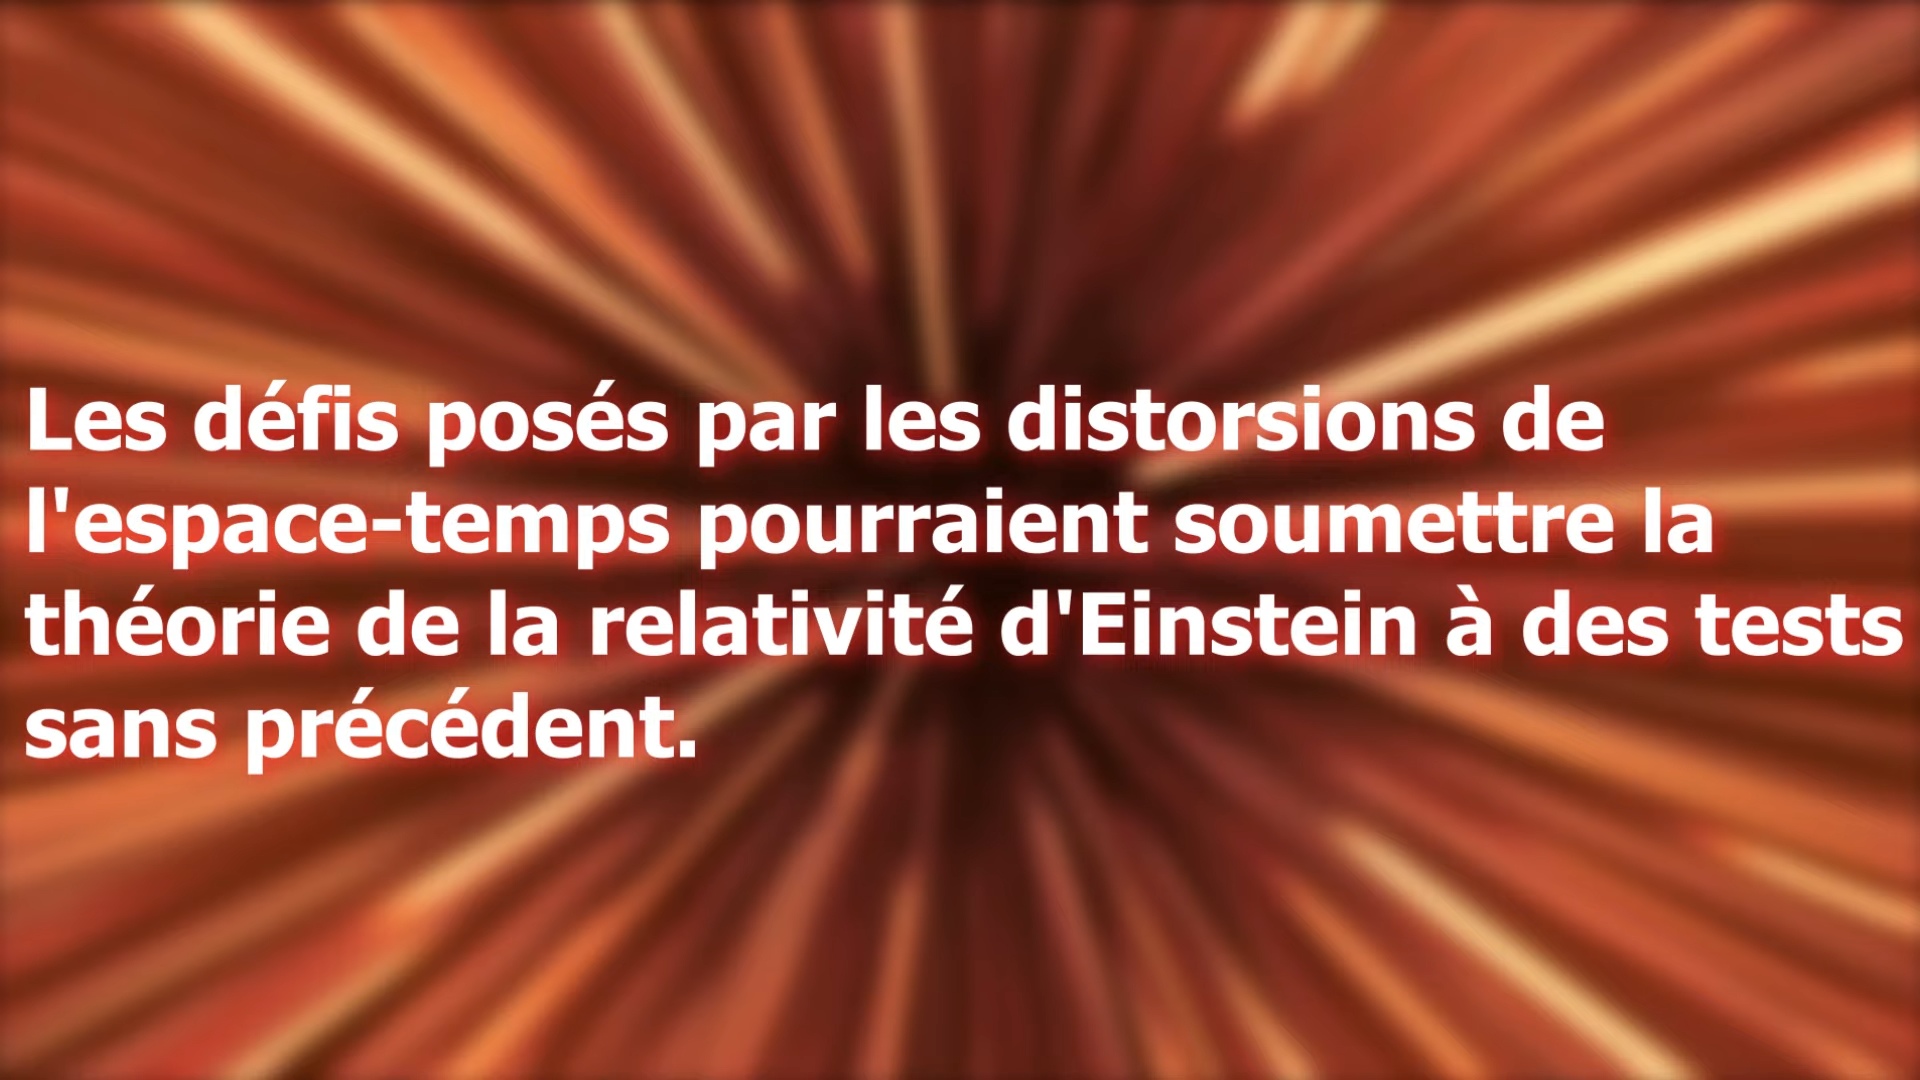 Les défis posés par les distorsions de
l'espace-temps pourraient soumettre la
théorie de la relativité d'Einstein à des tests
sans précédent.